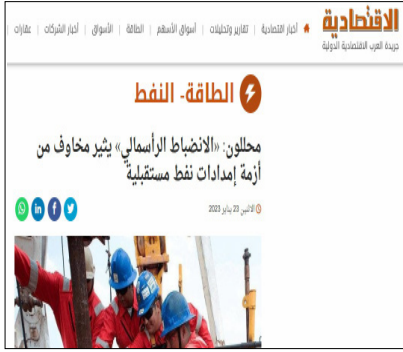 الاقتصادية
جريدة العرب الاقتصادية الدولية
أخبار اقتصادية | تقارير وتحليلات | أسواق الأسهم | الطاقة | الأسواق | أخبار الشركات | عقارات |
الطاقة- النفط
محللون: «الانضباط الرأسمالي» يثير مخاوف من
أزمة إمدادات نفط مستقبلية
الاثنين 23 يناير 2023